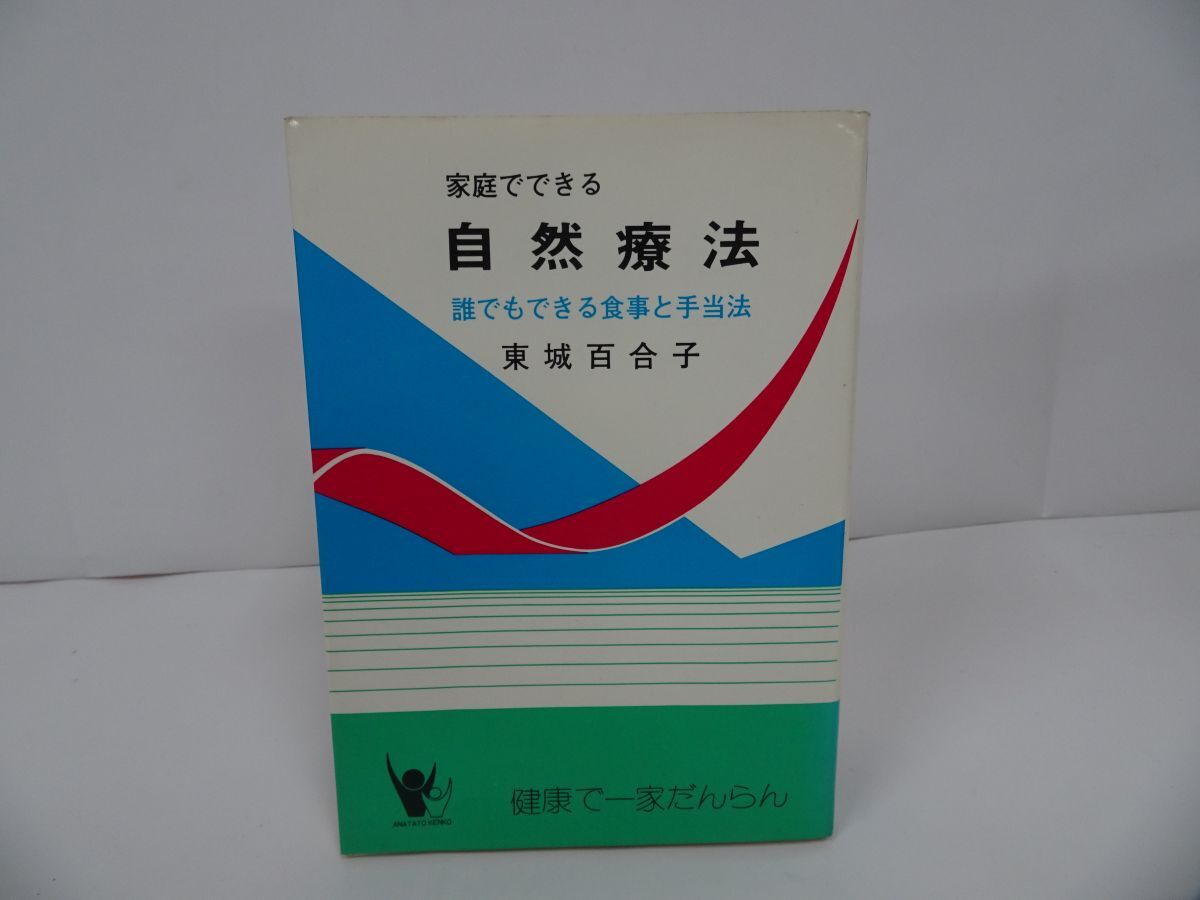 家庭でできる
自然療法
誰でもできる食事と手当法
東城百合子
ANATATO KENKO
健康で一家だんらん